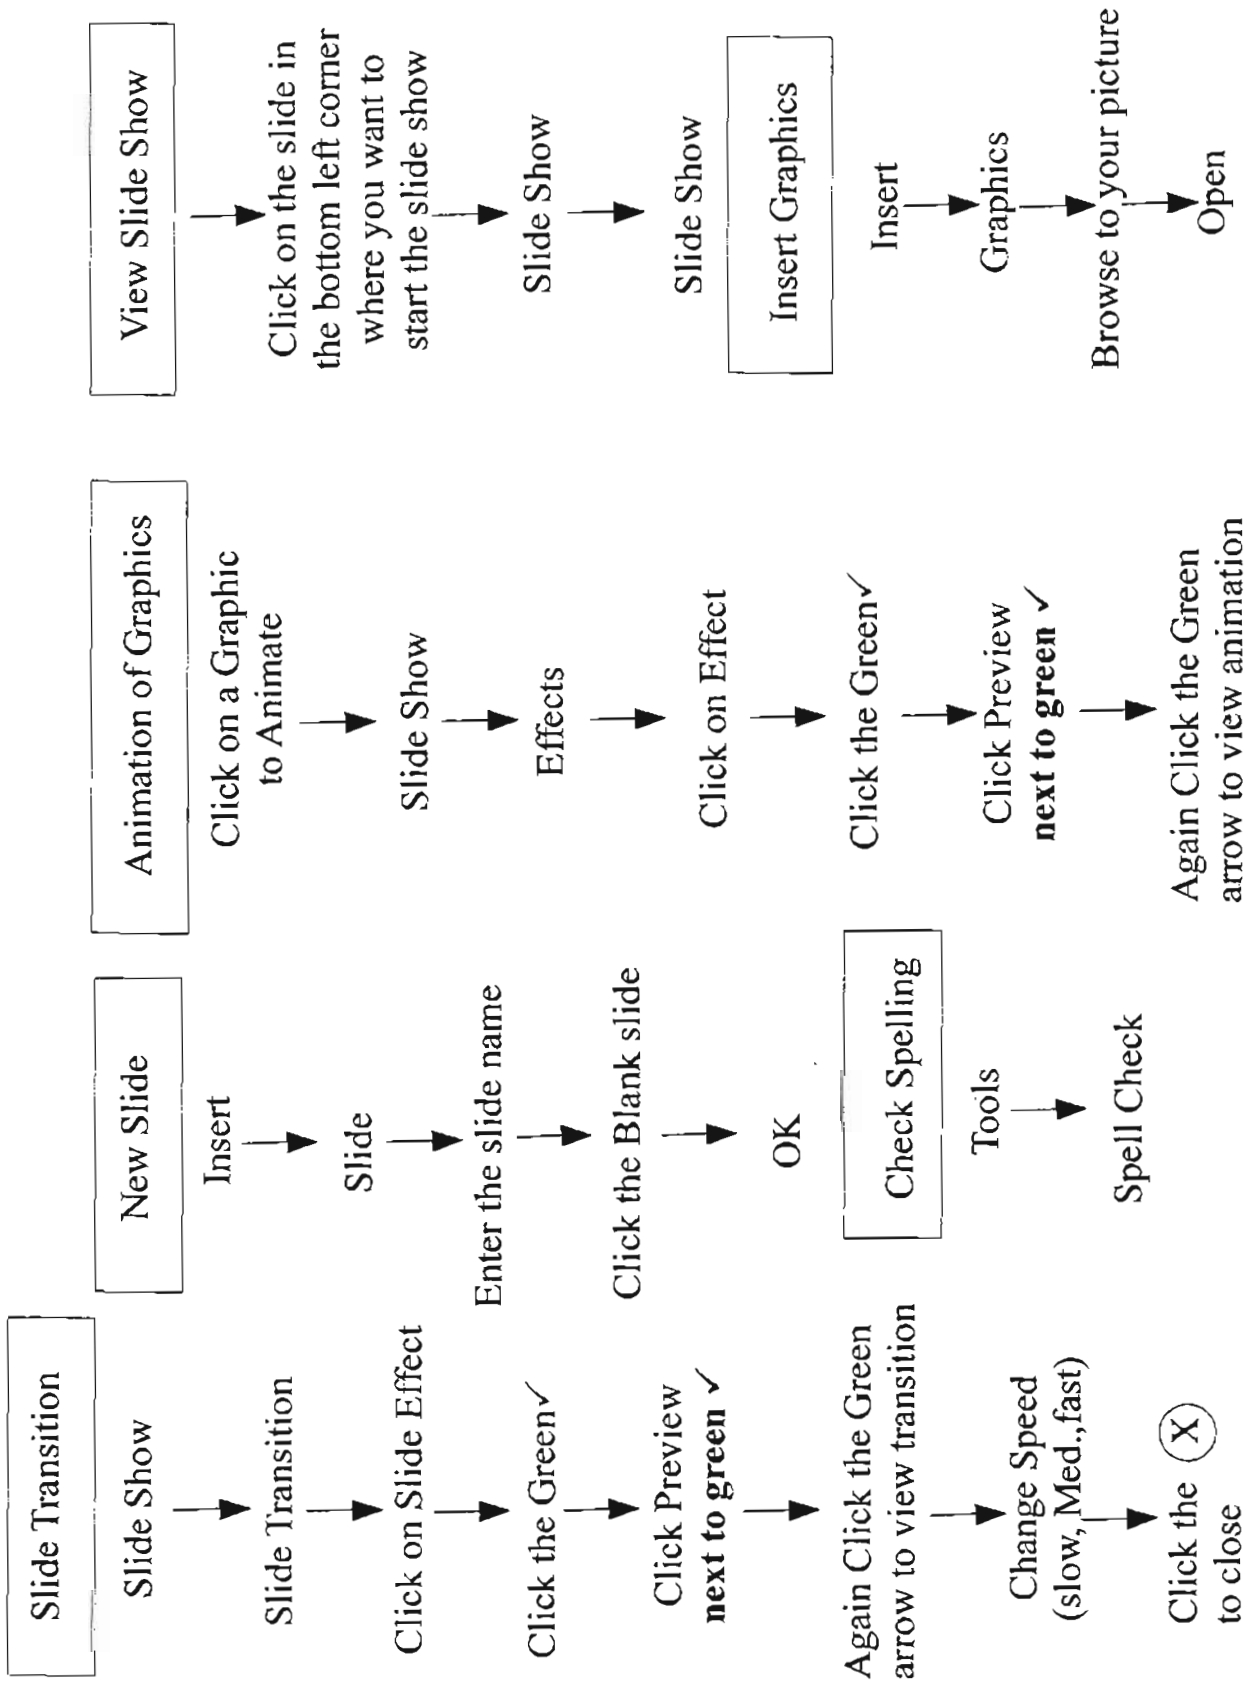 Slide Transition
Slide Show
Slide Transition
Click on Slide Effect
Click the Green✓
Click Preview
next to green ✓
Again Click the Green
arrow to view transition
Change Speed
(slow, Med.,fast)
Click the X
to close
New Slide
Insert
Slide
Enter the slide name
Click the Blank slide
OK
Check Spelling
Tools
Spell Check
Animation of Graphics
Click on a Graphic
to Animate
Slide Show
Effects
Click on Effect
Click the Green✓
Click Preview
next to green ✓
Again Click the Green
arrow to view animation
View Slide Show
Click on the slide in
the bottom left corner
where you want to
start the slide show
Slide Show
Slide Show
Insert Graphics
Insert
Graphics
Browse to your picture
Open